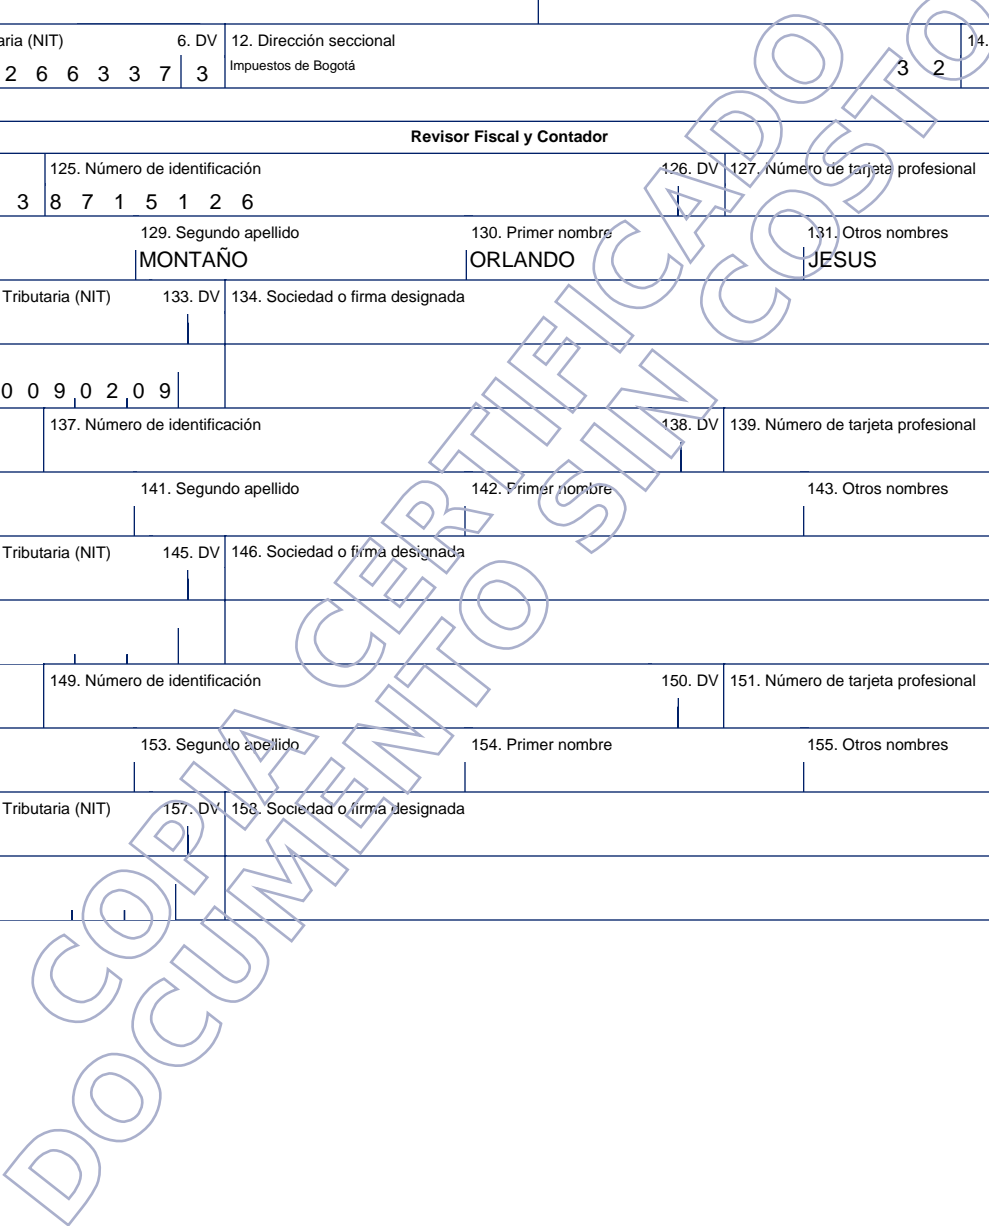 aria (NIT) 6. DV 12. Dirección seccional 14.
2 6 6 3 3 7 3 Impuestos de Bogotá 3 2
Revisor Fiscal y Contador
125. Número de identificación 126. DV 127. Número de tarjeta profesional
3 8 7 1 5 1 2 6
129. Segundo apellido 130. Primer nombre 131. Otros nombres
MONTAÑO ORLANDO JESUS
Tributaria (NIT) 133. DV 134. Sociedad o firma designada
0 0 9 0 2 0 9
137. Número de identificación 138. DV 139. Número de tarjeta profesional
141. Segundo apellido 142. Primer nombre 143. Otros nombres
Tributaria (NIT) 145. DV 146. Sociedad o firma designada
149. Número de identificación 150. DV 151. Número de tarjeta profesional
153. Segundo apellido 154. Primer nombre 155. Otros nombres
Tributaria (NIT) 157. DV 158. Sociedad o firma designada
COPIA CERTIFICADO
DOCUMENTO SIN COSTO